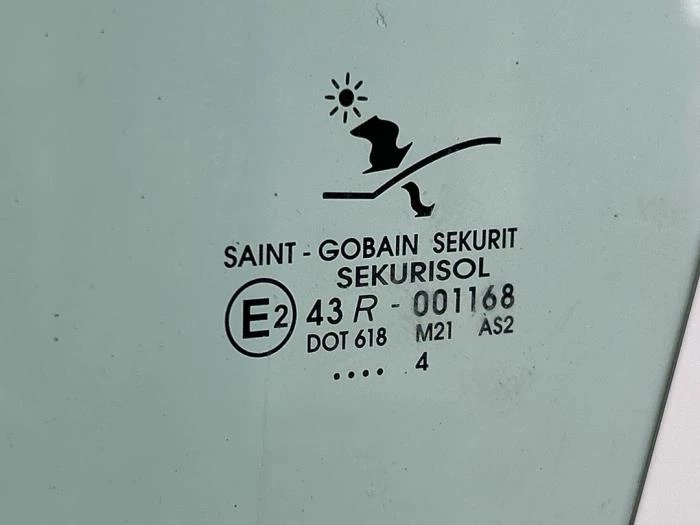 SAINT - GOBAIN SEKURIT
SEKURISOL
E2 43 R - 001168
DOT 618 M21 AS2
.... 4